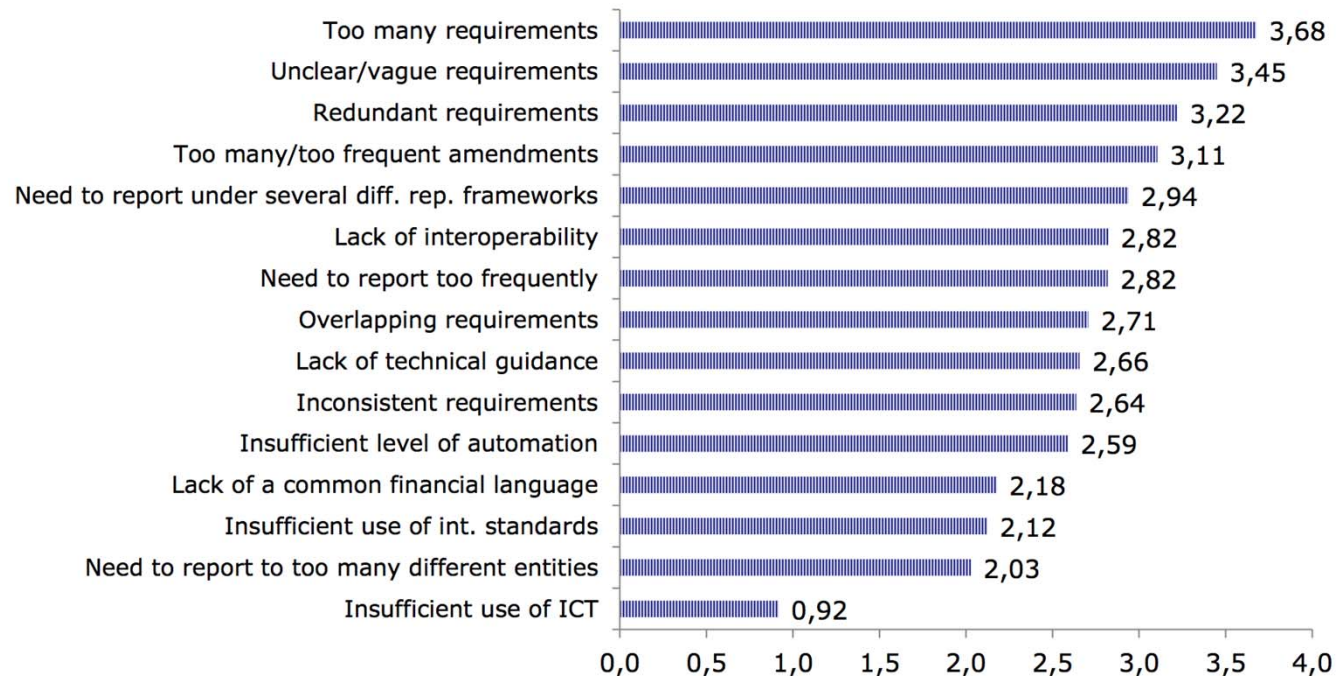 Too many requirements 3,68
Unclear/vague requirements 3,45
Redundant requirements 3,22
Too many/too frequent amendments 3,11
Need to report under several diff. rep. frameworks 2,94
Lack of interoperability 2,82
Need to report too frequently 2,82
Overlapping requirements 2,71
Lack of technical guidance 2,66
Inconsistent requirements 2,64
Insufficient level of automation 2,59
Lack of a common financial language 2,18
Insufficient use of int. standards 2,12
Need to report to too many different entities 2,03
Insufficient use of ICT 0,92
0,0 0,5 1,0 1,5 2,0 2,5 3,0 3,5 4,0